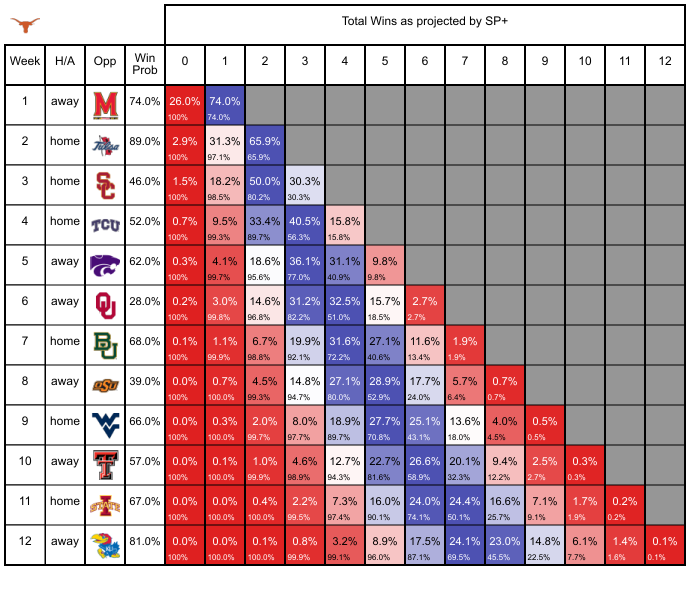 Total Wins as projected by SP+
Week H/A Opp Win Prob 0 1 2 3 4 5 6 7 8 9 10 11 12
1 away M 74.0% 26.0% 74.0%
100% 74.0%
2 home Tulsa 89.0% 2.9% 31.3% 65.9%
100% 97.1% 65.9%
3 home SC 46.0% 1.5% 18.2% 50.0% 30.3%
100% 98.5% 80.2% 30.3%
4 home TCU 52.0% 0.7% 9.5% 33.4% 40.5% 15.8%
100% 99.3% 89.7% 56.3% 15.8%
5 away 62.0% 0.3% 4.1% 18.6% 36.1% 31.1% 9.8%
100% 99.7% 95.6% 77.0% 40.9% 9.8%
6 away OU 28.0% 0.2% 3.0% 14.6% 31.2% 32.5% 15.7% 2.7%
100% 99.8% 96.8% 82.2% 51.0% 18.5% 2.7%
7 home BU 68.0% 0.1% 1.1% 6.7% 19.9% 31.6% 27.1% 11.6% 1.9%
100% 99.9% 98.8% 92.1% 72.2% 40.6% 13.4% 1.9%
8 away OSU 39.0% 0.0% 0.7% 4.5% 14.8% 27.1% 28.9% 17.7% 5.7% 0.7%
100% 100.0% 99.3% 94.7% 80.0% 52.9% 24.0% 6.4% 0.7%
9 home WV 66.0% 0.0% 0.3% 2.0% 8.0% 18.9% 27.7% 25.1% 13.6% 4.0% 0.5%
100% 100.0% 99.7% 97.7% 89.7% 70.8% 43.1% 18.0% 4.5% 0.5%
10 away T 57.0% 0.0% 0.1% 1.0% 4.6% 12.7% 22.7% 26.6% 20.1% 9.4% 2.5% 0.3%
100% 100.0% 99.9% 98.9% 94.3% 81.6% 58.9% 32.3% 12.2% 2.7% 0.3%
11 home I STATE 67.0% 0.0% 0.0% 0.4% 2.2% 7.3% 16.0% 24.0% 24.4% 16.6% 7.1% 1.7% 0.2%
100% 100.0% 100.0% 99.5% 97.4% 90.1% 74.1% 50.1% 25.7% 9.1% 1.9% 0.2%
12 away KU 81.0% 0.0% 0.0% 0.1% 0.8% 3.2% 8.9% 17.5% 24.1% 23.0% 14.8% 6.1% 1.4% 0.1%
100% 100.0% 100.0% 99.9% 99.1% 96.0% 87.1% 69.5% 45.5% 22.5% 7.7% 1.6% 0.1%